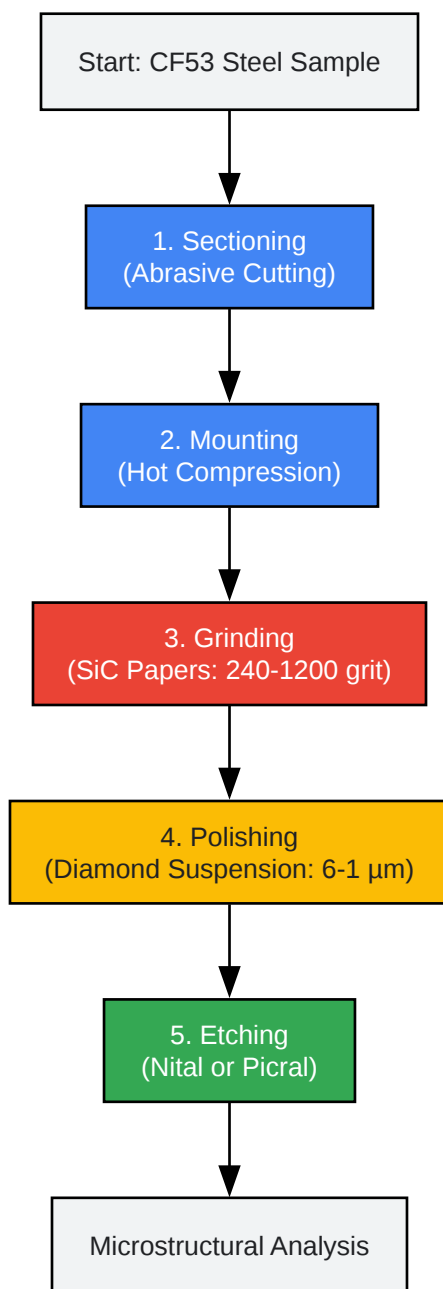 Start: CF53 Steel Sample
1. Sectioning
(Abrasive Cutting)
2. Mounting
(Hot Compression)
3. Grinding
(SiC Papers: 240-1200 grit)
4. Polishing
(Diamond Suspension: 6-1 µm)
5. Etching
(Nital or Picral)
Microstructural Analysis